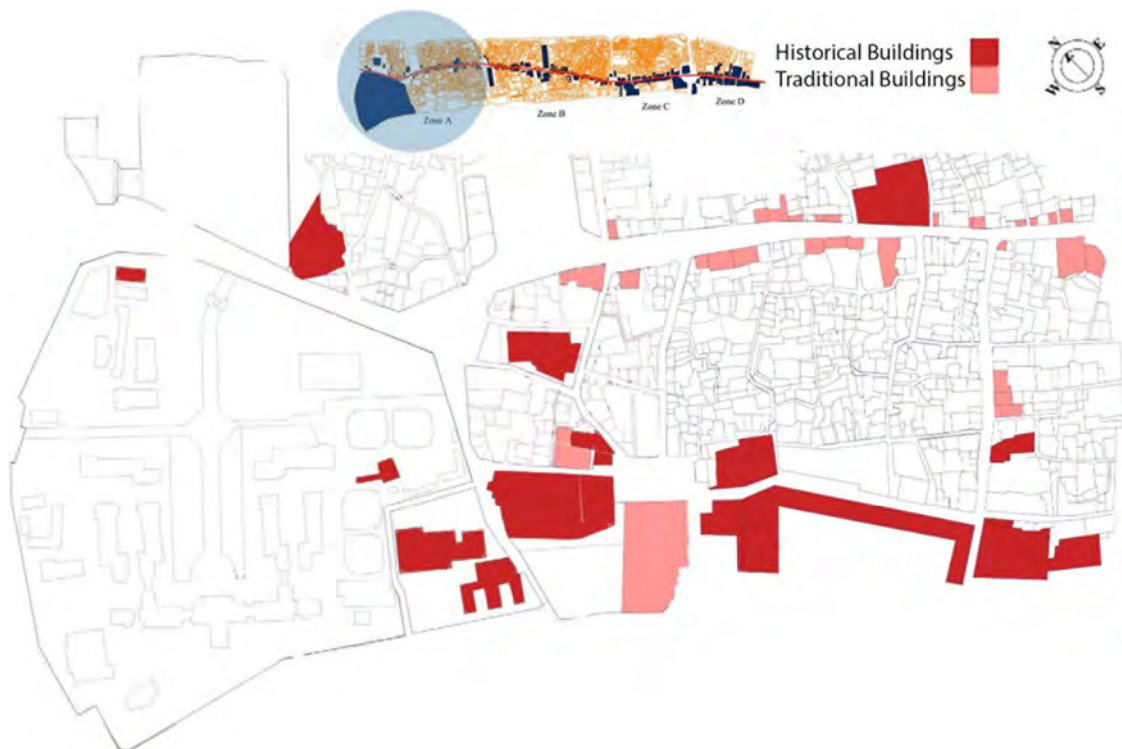 Historical Buildings
Traditional Buildings
Zone A
Zone B
Zone C
Zone D
N
E
W
S